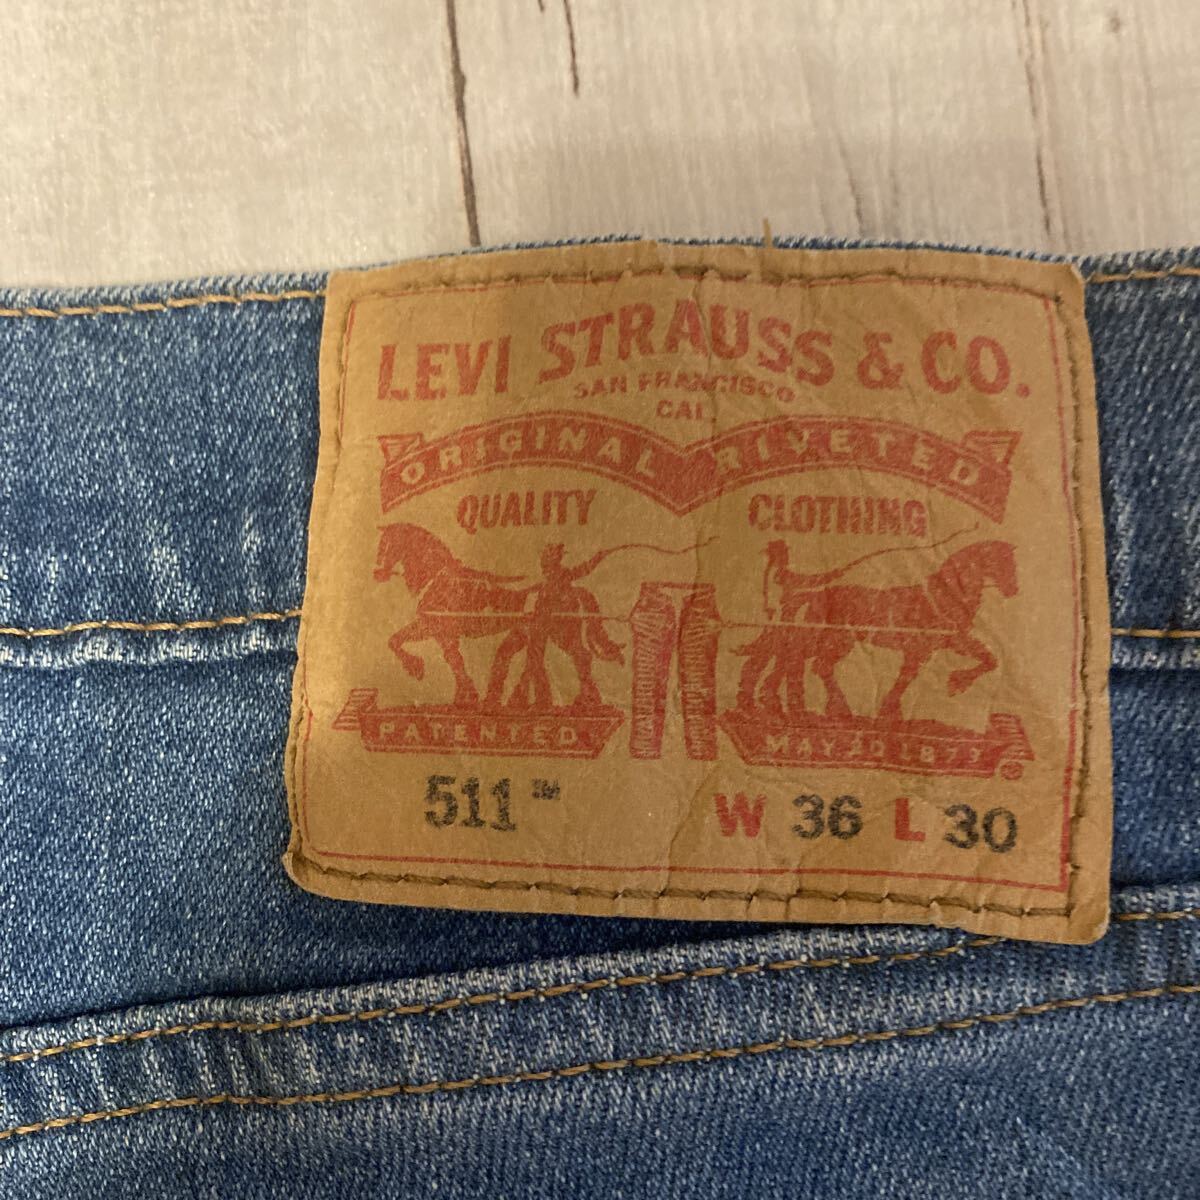 LEVI STRAUSS & CO.
SAN FRANCISCO
CAL
ORIGINAL RIVETED
QUALITY CLOTHING
PATENTED MAY 20 1873
511™ W 36 L 30
®